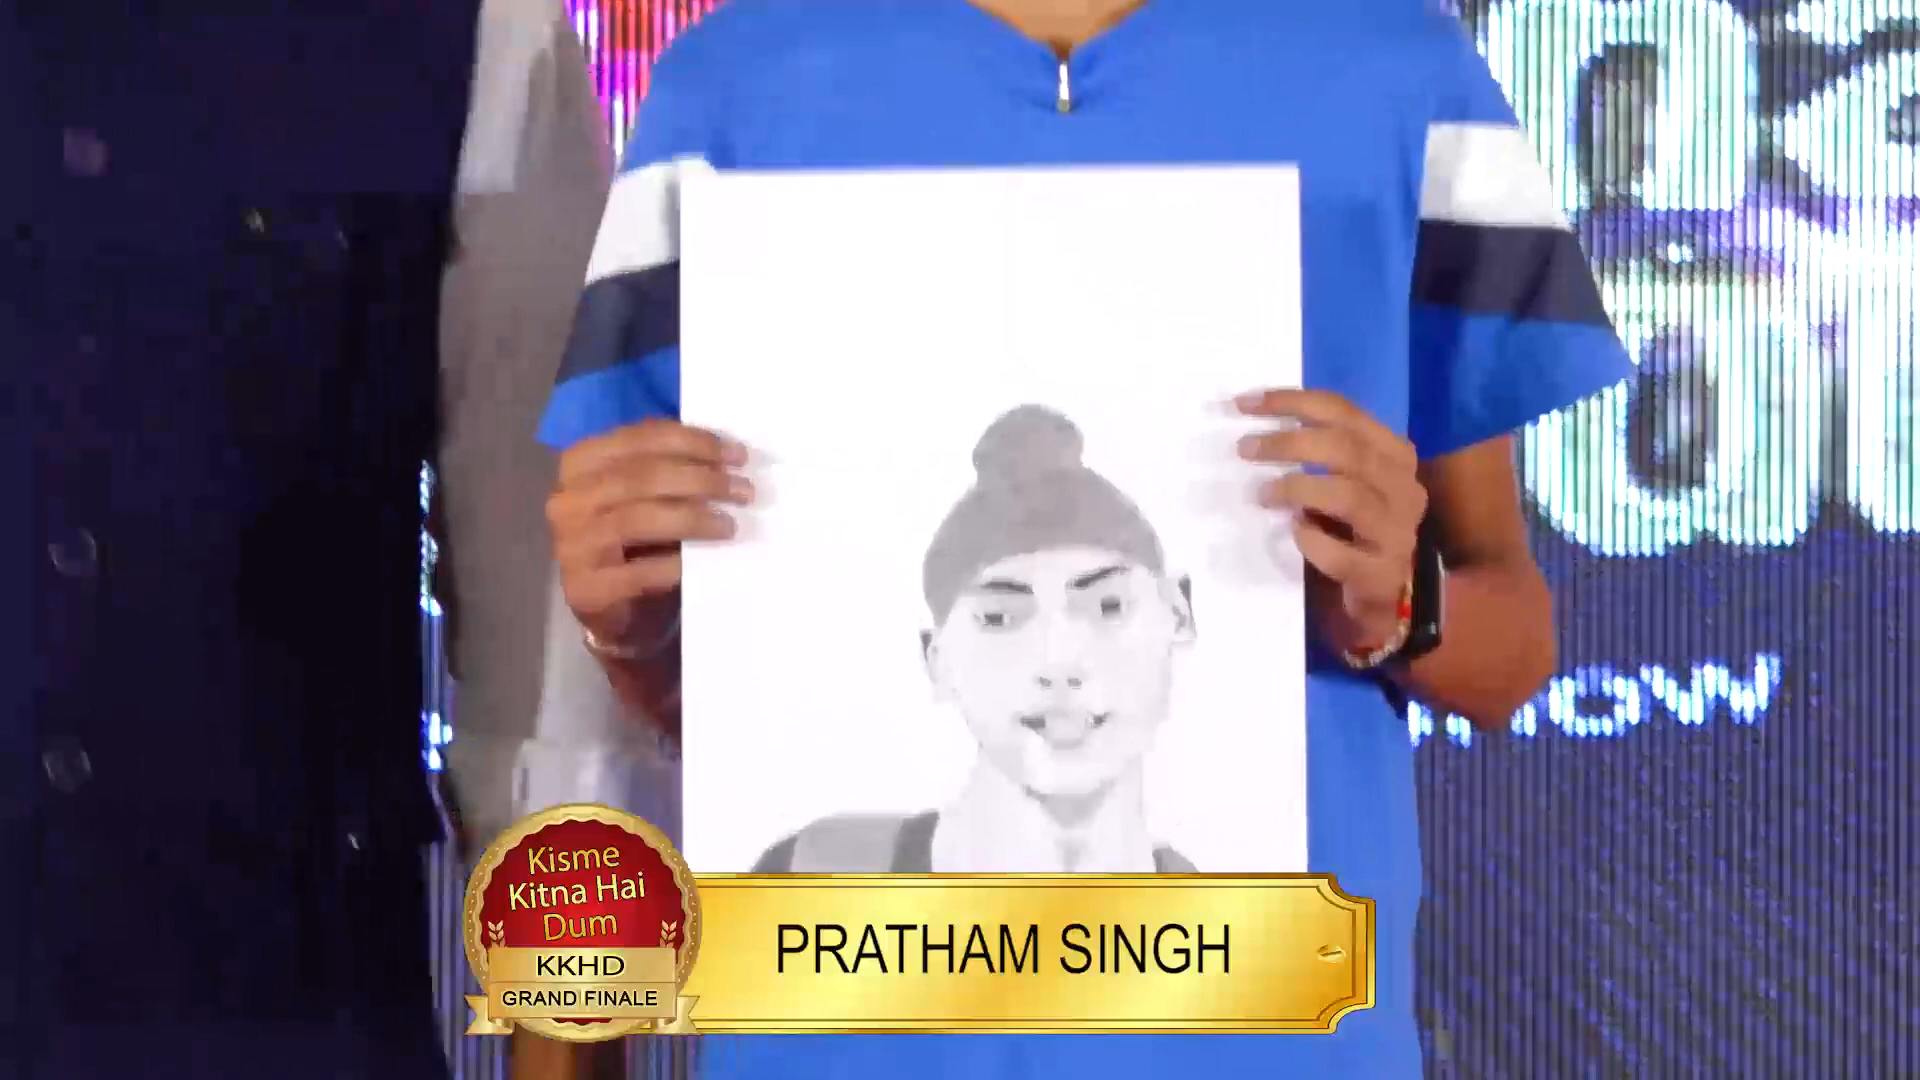 Kisme
Kitna Hai
Dum
KKHD
GRAND FINALE
PRATHAM SINGH